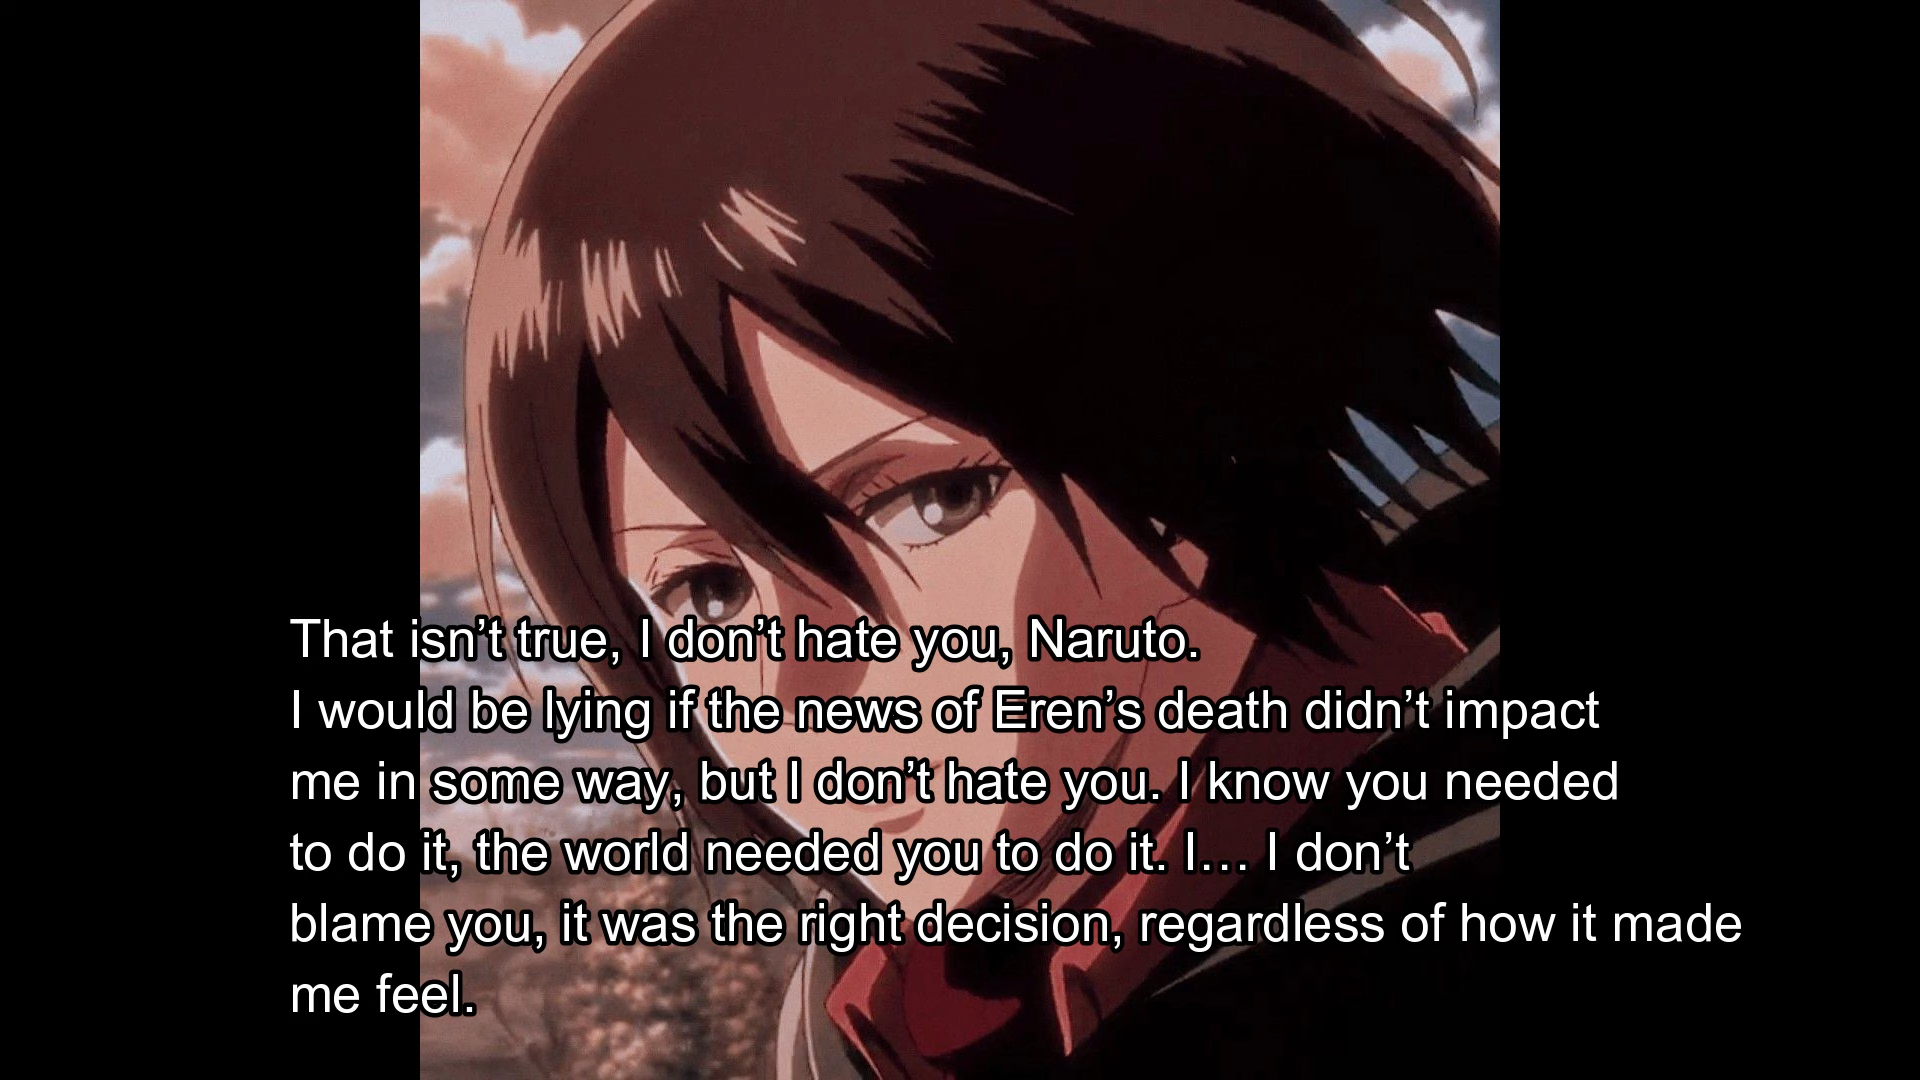 That isn’t true, I don’t hate you, Naruto.
I would be lying if the news of Eren’s death didn’t impact
me in some way, but I don’t hate you. I know you needed
to do it, the world needed you to do it. I… I don’t
blame you, it was the right decision, regardless of how it made
me feel.